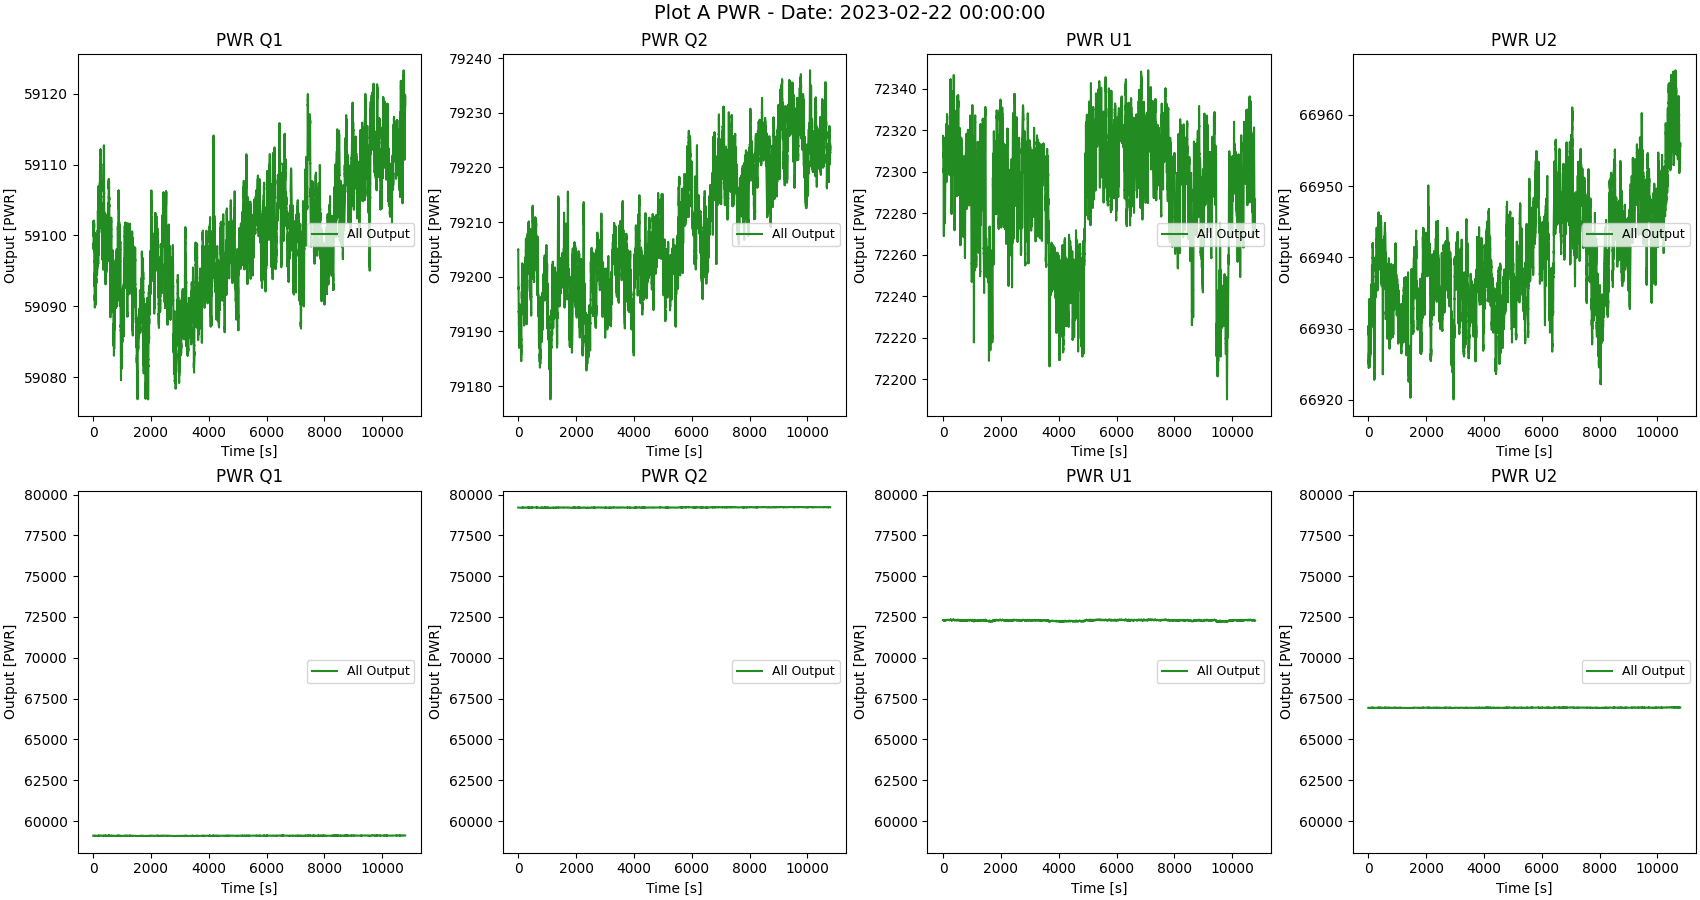 Plot A PWR - Date: 2023-02-22 00:00:00
PWR Q1
59120
59110
59100
59090
59080
Output [PWR]
All Output
0 2000 4000 6000 8000 10000
Time [s]
PWR Q2
79240
79230
79220
79210
79200
79190
79180
Output [PWR]
All Output
0 2000 4000 6000 8000 10000
Time [s]
PWR U1
72340
72320
72300
72280
72260
72240
72220
72200
Output [PWR]
All Output
0 2000 4000 6000 8000 10000
Time [s]
PWR U2
66960
66950
66940
66930
66920
Output [PWR]
All Output
0 2000 4000 6000 8000 10000
Time [s]
PWR Q1
80000
77500
75000
72500
70000
67500
65000
62500
60000
Output [PWR]
All Output
0 2000 4000 6000 8000 10000
Time [s]
PWR Q2
80000
77500
75000
72500
70000
67500
65000
62500
60000
Output [PWR]
All Output
0 2000 4000 6000 8000 10000
Time [s]
PWR U1
80000
77500
75000
72500
70000
67500
65000
62500
60000
Output [PWR]
All Output
0 2000 4000 6000 8000 10000
Time [s]
PWR U2
80000
77500
75000
72500
70000
67500
65000
62500
60000
Output [PWR]
All Output
0 2000 4000 6000 8000 10000
Time [s]